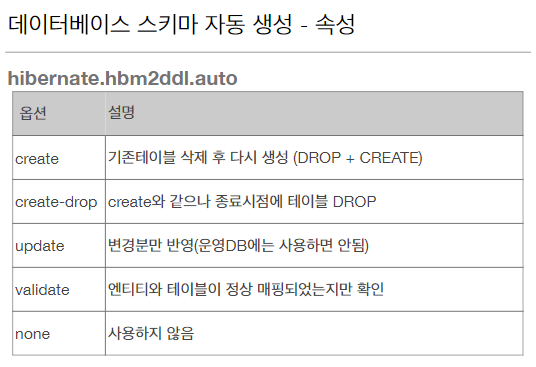 데이터베이스 스키마 자동 생성 - 속성
hibernate.hbm2ddl.auto
옵션 설명
create 기존테이블 삭제 후 다시 생성 (DROP + CREATE)
create-drop create와 같으나 종료시점에 테이블 DROP
update 변경분만 반영(운영DB에는 사용하면 안됨)
validate 엔티티와 테이블이 정상 매핑되었는지만 확인
none 사용하지 않음